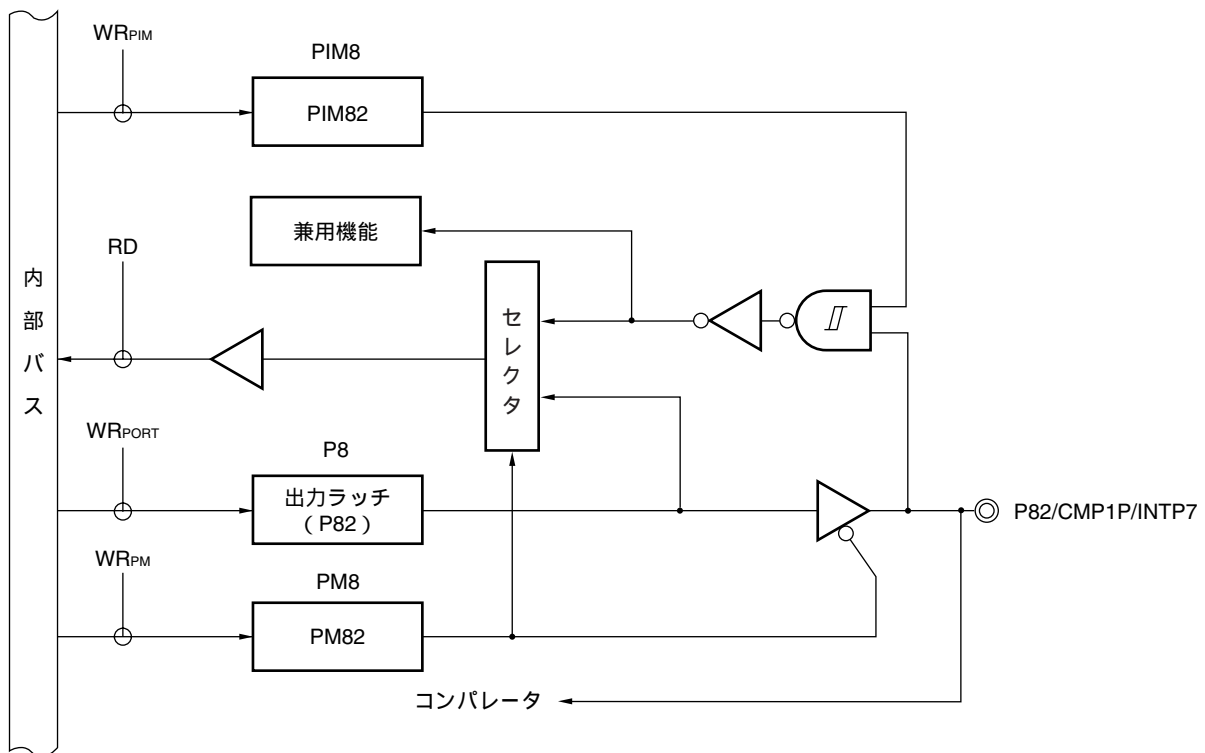 WRPIM
PIM8
PIM82
兼用機能
RD
内部バス
セレクタ
WRPORT
P8
出力ラッチ
（P82）
P82/CMP1P/INTP7
WRPM
PM8
PM82
コンパレータ